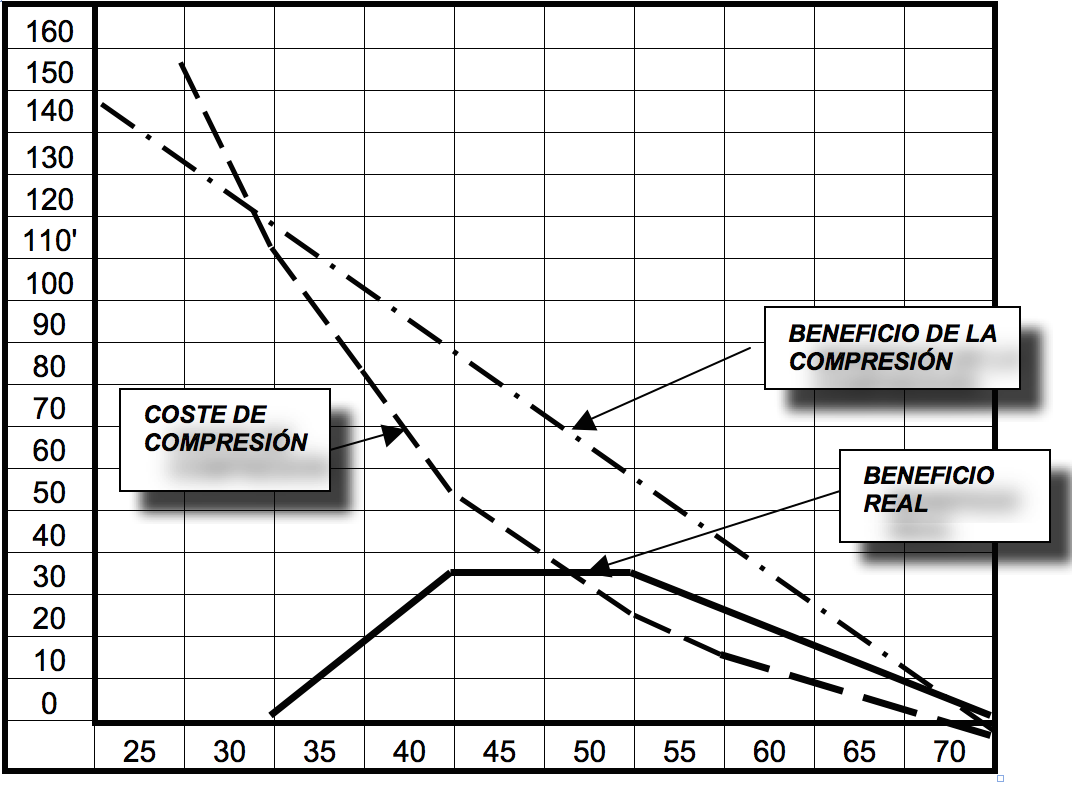 160
150
140
130
120
110'
100
90
80
70
60
50
40
30
20
10
0
BENEFICIO DE LA
COMPRESIÓN
COSTE DE
COMPRESIÓN
BENEFICIO
REAL
25 30 35 40 45 50 55 60 65 70